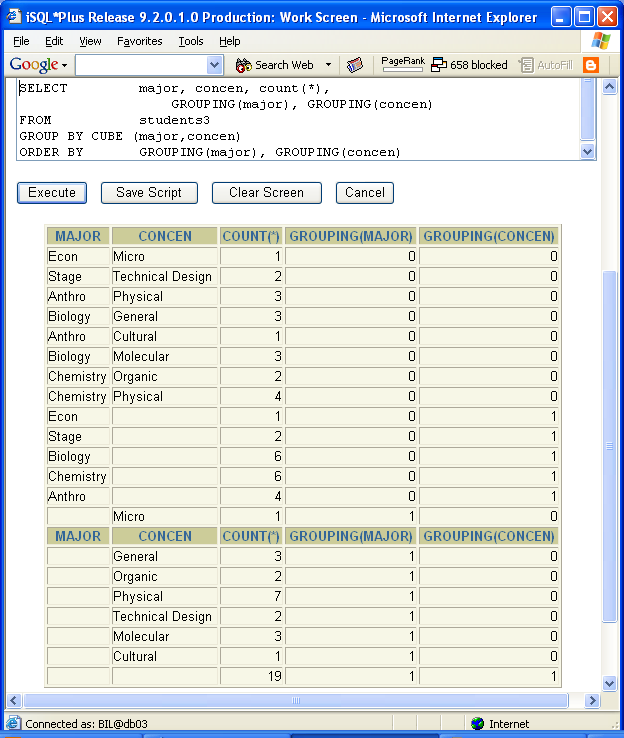 iSQL*Plus Release 9.2.0.1.0 Production: Work Screen - Microsoft Internet Explorer
File Edit View Favorites Tools Help
Google Search Web PageRank 658 blocked AutoFill
SELECT major, concen, count(*),
GROUPING(major), GROUPING(concen)
FROM students3
GROUP BY CUBE (major,concen)
ORDER BY GROUPING(major), GROUPING(concen)
Execute Save Script Clear Screen Cancel
MAJOR CONCEN COUNT(*) GROUPING(MAJOR) GROUPING(CONCEN)
Econ Micro 1 0 0
Stage Technical Design 2 0 0
Anthro Physical 3 0 0
Biology General 3 0 0
Anthro Cultural 1 0 0
Biology Molecular 3 0 0
Chemistry Organic 2 0 0
Chemistry Physical 4 0 0
Econ 1 0 1
Stage 2 0 1
Biology 6 0 1
Chemistry 6 0 1
Anthro 4 0 1
Micro 1 1 0
MAJOR CONCEN COUNT(*) GROUPING(MAJOR) GROUPING(CONCEN)
General 3 1 0
Organic 2 1 0
Physical 7 1 0
Technical Design 2 1 0
Molecular 3 1 0
Cultural 1 1 0
19 1 1
Connected as: BIL@db03 Internet